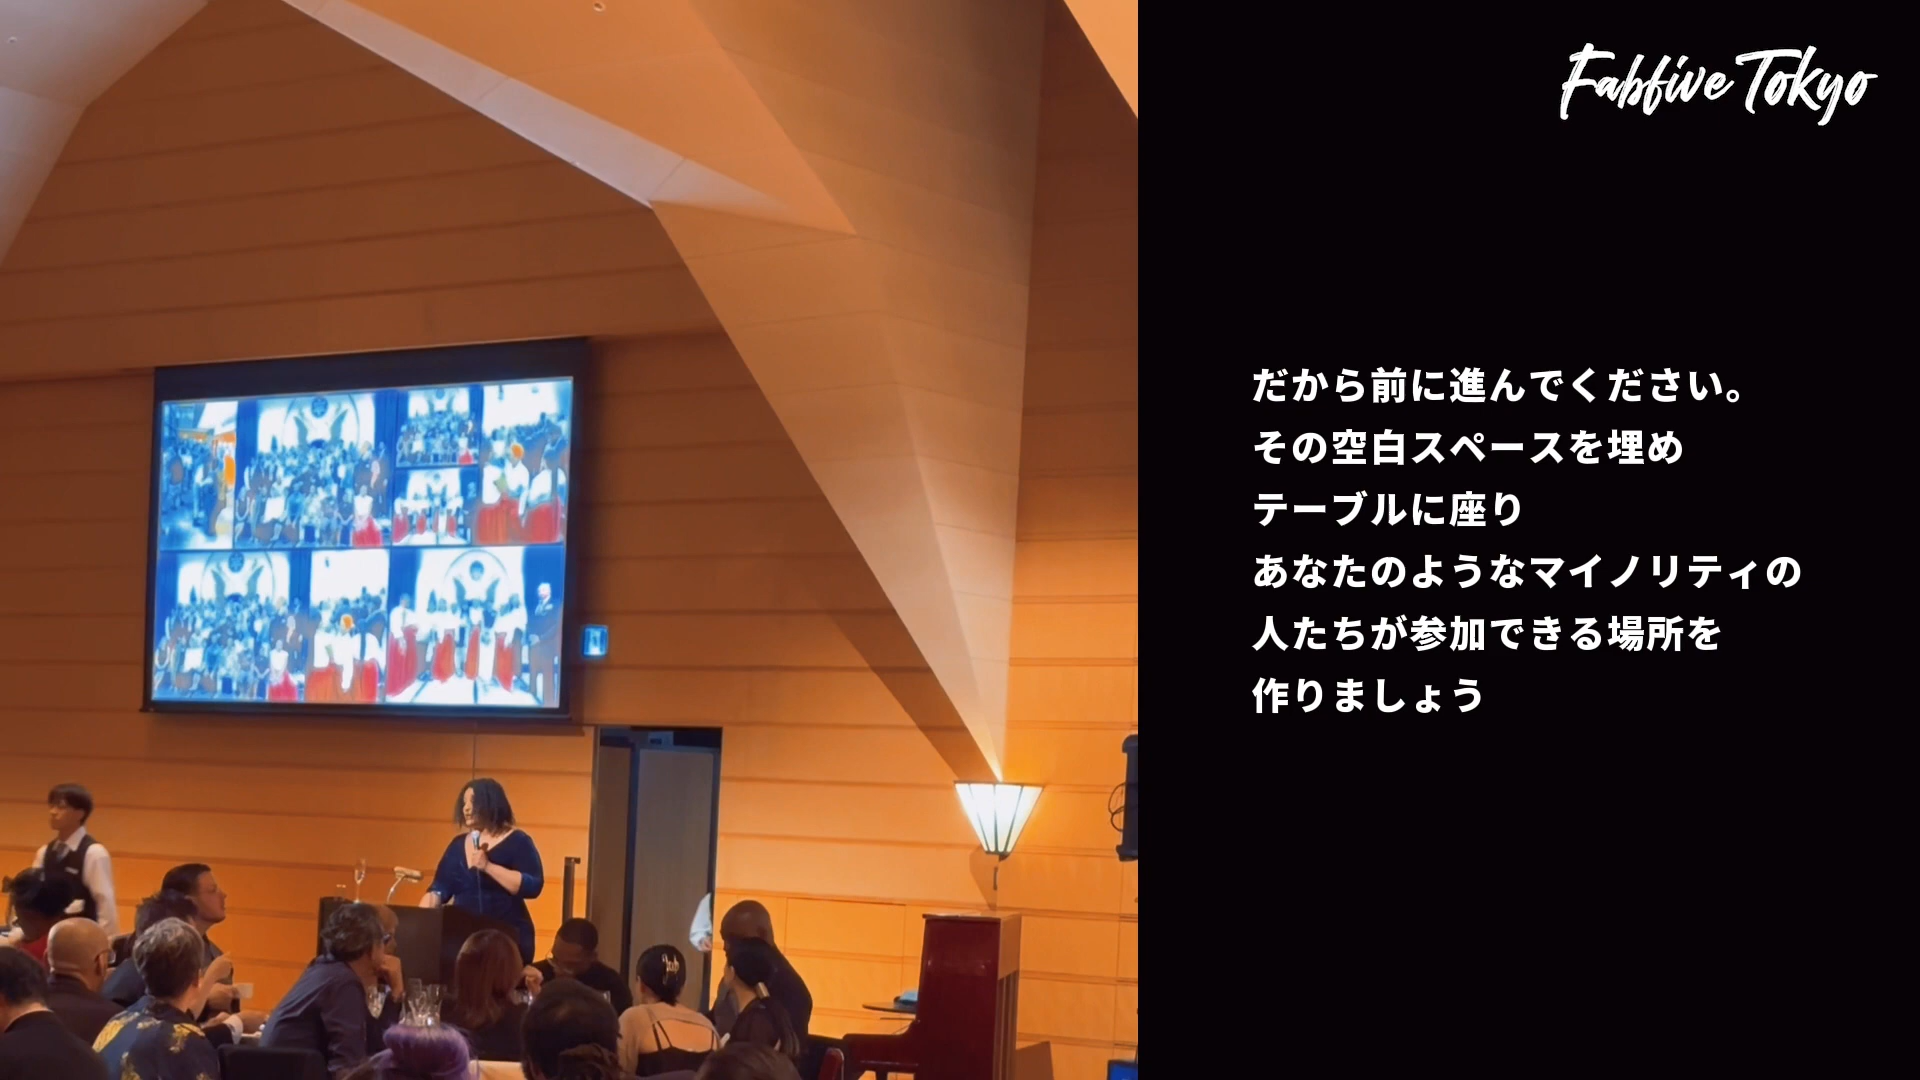 Fabfive Tokyo
だから前に進んでください。
その空白スペースを埋め
テーブルに座り
あなたのようなマイノリティの
人たちが参加できる場所を
作りましょう